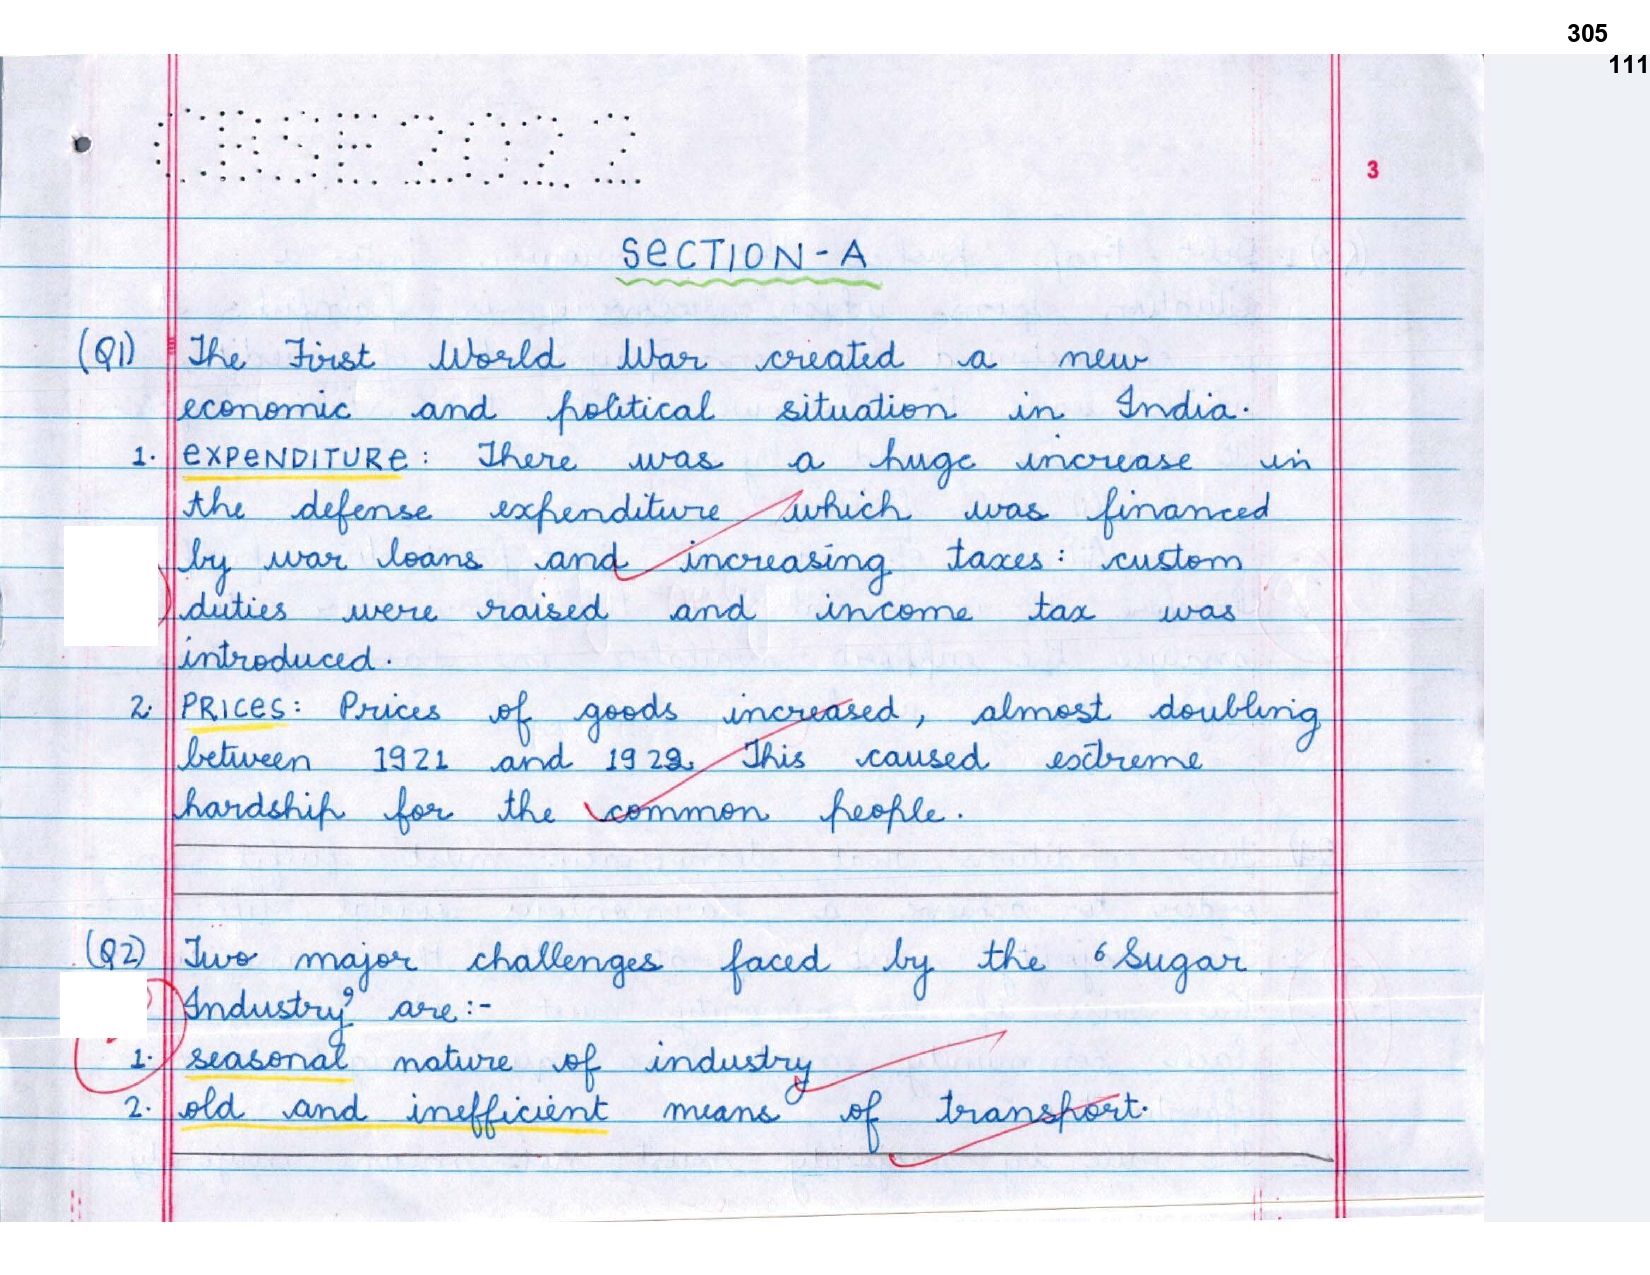 305
111
CBSE 2022
3
SECTION-A
(Q1) The First World War created a new
economic and political situation in India.
1. EXPENDITURE: There was a huge increase in
the defense expenditure which was financed
by war loans and increasing taxes: custom
duties were raised and income tax was
introduced.
2. PRICES: Prices of goods increased, almost doubling
between 1921 and 1922. This caused extreme
hardship for the common people.
(Q2) Two major challenges faced by the 'Sugar
Industry' are:-
1. seasonal nature of industry
2. old and inefficient means of transport.